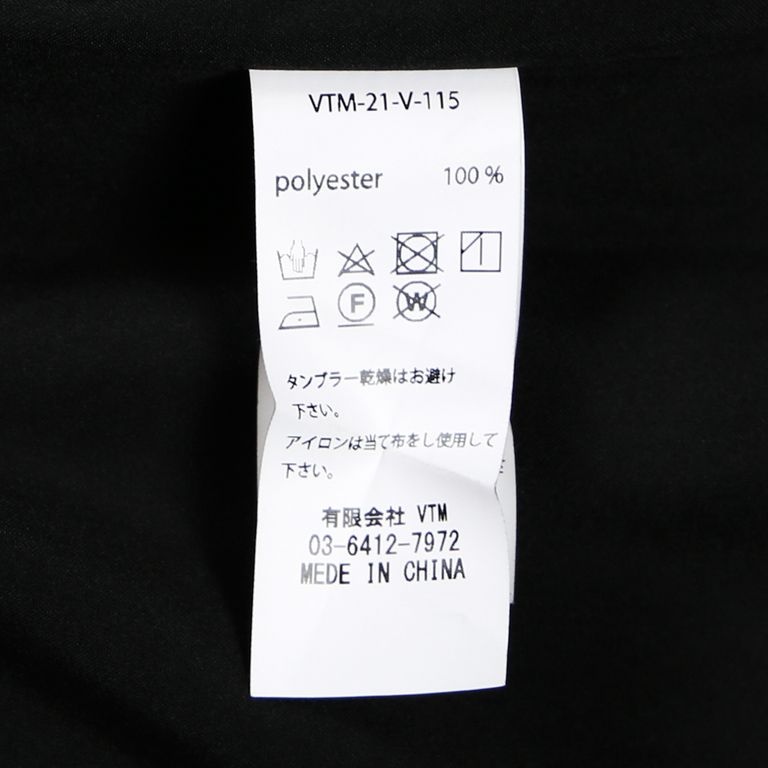 VTM-21-V-115
polyester 100%
F
W
タンブラー乾燥はお避け
下さい。
アイロンは当て布をし使用して
下さい。
有限会社 VTM
03-6412-7972
MEDE IN CHINA